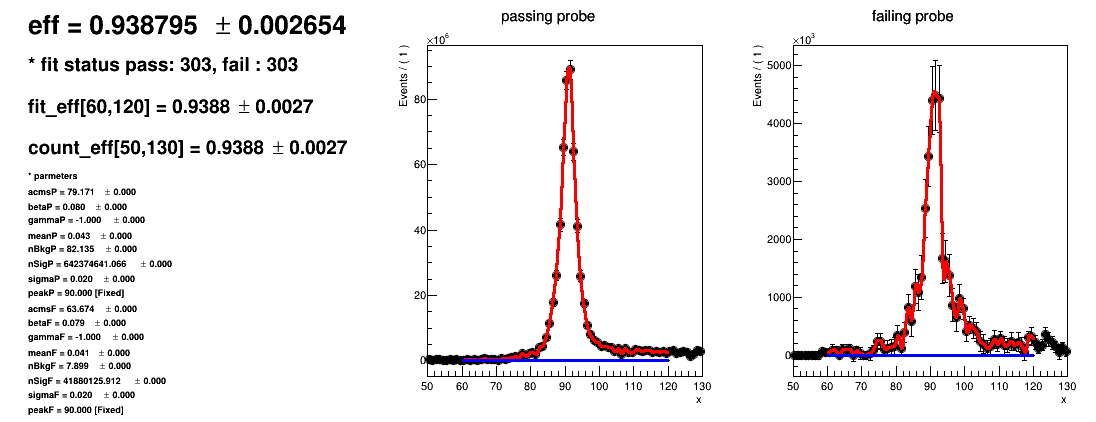 eff = 0.938795 ± 0.002654
* fit status pass: 303, fail : 303
fit_eff[60,120] = 0.9388 ± 0.0027
count_eff[50,130] = 0.9388 ± 0.0027
* parmeters
acmsP = 79.171 ± 0.000
betaP = 0.080 ± 0.000
gammaP = -1.000 ± 0.000
meanP = 0.043 ± 0.000
nBkgP = 82.135 ± 0.000
nSigP = 642374641.066 ± 0.000
sigmaP = 0.020 ± 0.000
peakP = 90.000 [Fixed]
acmsF = 63.674 ± 0.000
betaF = 0.079 ± 0.000
gammaF = -1.000 ± 0.000
meanF = 0.041 ± 0.000
nBkgF = 7.899 ± 0.000
nSigF = 41880125.912 ± 0.000
sigmaF = 0.020 ± 0.000
peakF = 90.000 [Fixed]
passing probe
×10⁶
Events / ( 1 )
80
60
40
20
0
50 60 70 80 90 100 110 120 130
x
failing probe
×10³
Events / ( 1 )
5000
4000
3000
2000
1000
0
50 60 70 80 90 100 110 120 130
x